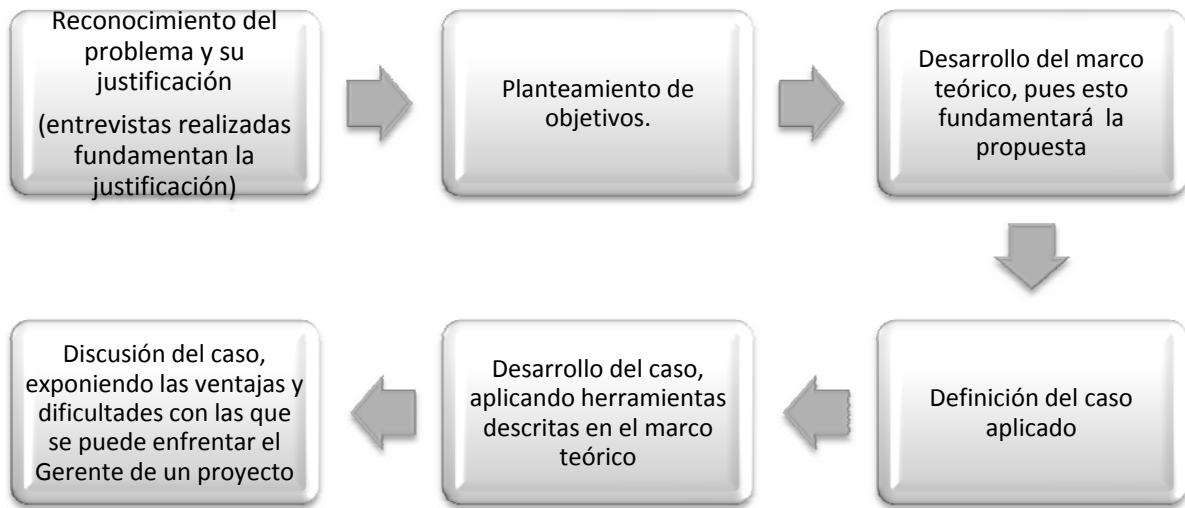 Reconocimiento del
problema y su
justificación
(entrevistas realizadas
fundamentan la
justificación)
Planteamiento de
objetivos.
Desarrollo del marco
teórico, pues esto
fundamentará la
propuesta
Definición del caso
aplicado
Desarrollo del caso,
aplicando herramientas
descritas en el marco
teórico
Discusión del caso,
exponiendo las ventajas y
dificultades con las que
se puede enfrentar el
Gerente de un proyecto